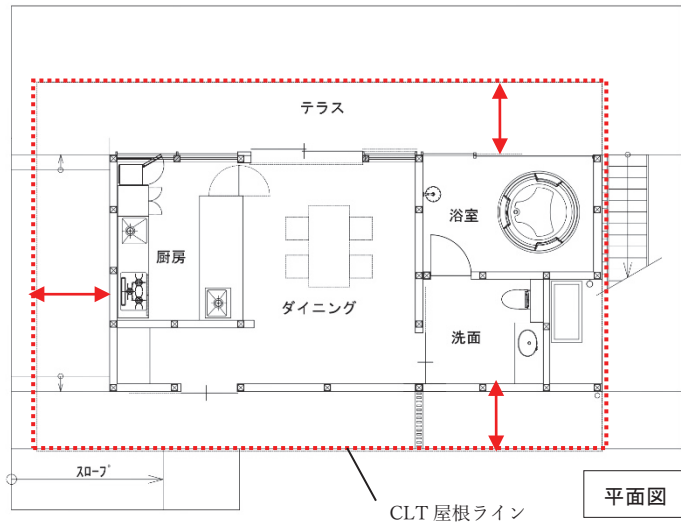 テラス
浴室
厨房
ダイニング
洗面
スロープ
平面図
CLT 屋根ライン